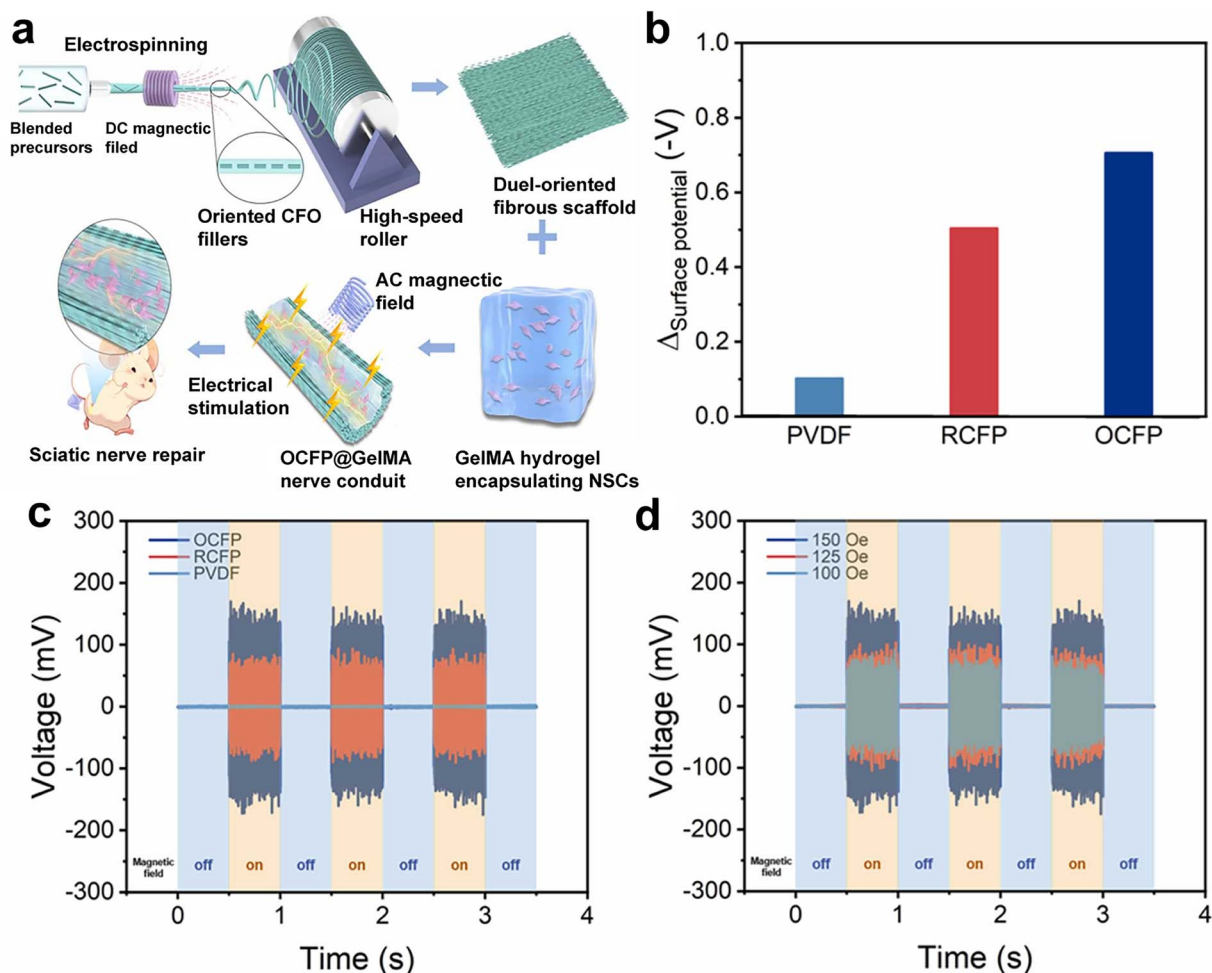 a
Electrospinning
Blended
precursors
DC magnetic
filed
Oriented CFO
fillers
High-speed
roller
Duel-oriented
fibrous scaffold
AC magnetic
field
Electrical
stimulation
Sciatic nerve repair
OCFP@GelMA
nerve conduit
GelMA hydrogel
encapsulating NSCs
b
ΔSurface potential (-V)
1.0
0.8
0.6
0.4
0.2
0.0
PVDF RCFP OCFP
c
Voltage (mV)
300
200
100
0
-100
-200
-300
OCFP
RCFP
PVDF
Magnetic
field
off on off on off on off
0 1 2 3 4
Time (s)
d
Voltage (mV)
300
200
100
0
-100
-200
-300
150 Oe
125 Oe
100 Oe
Magnetic
field
off on off on off on off
0 1 2 3 4
Time (s)